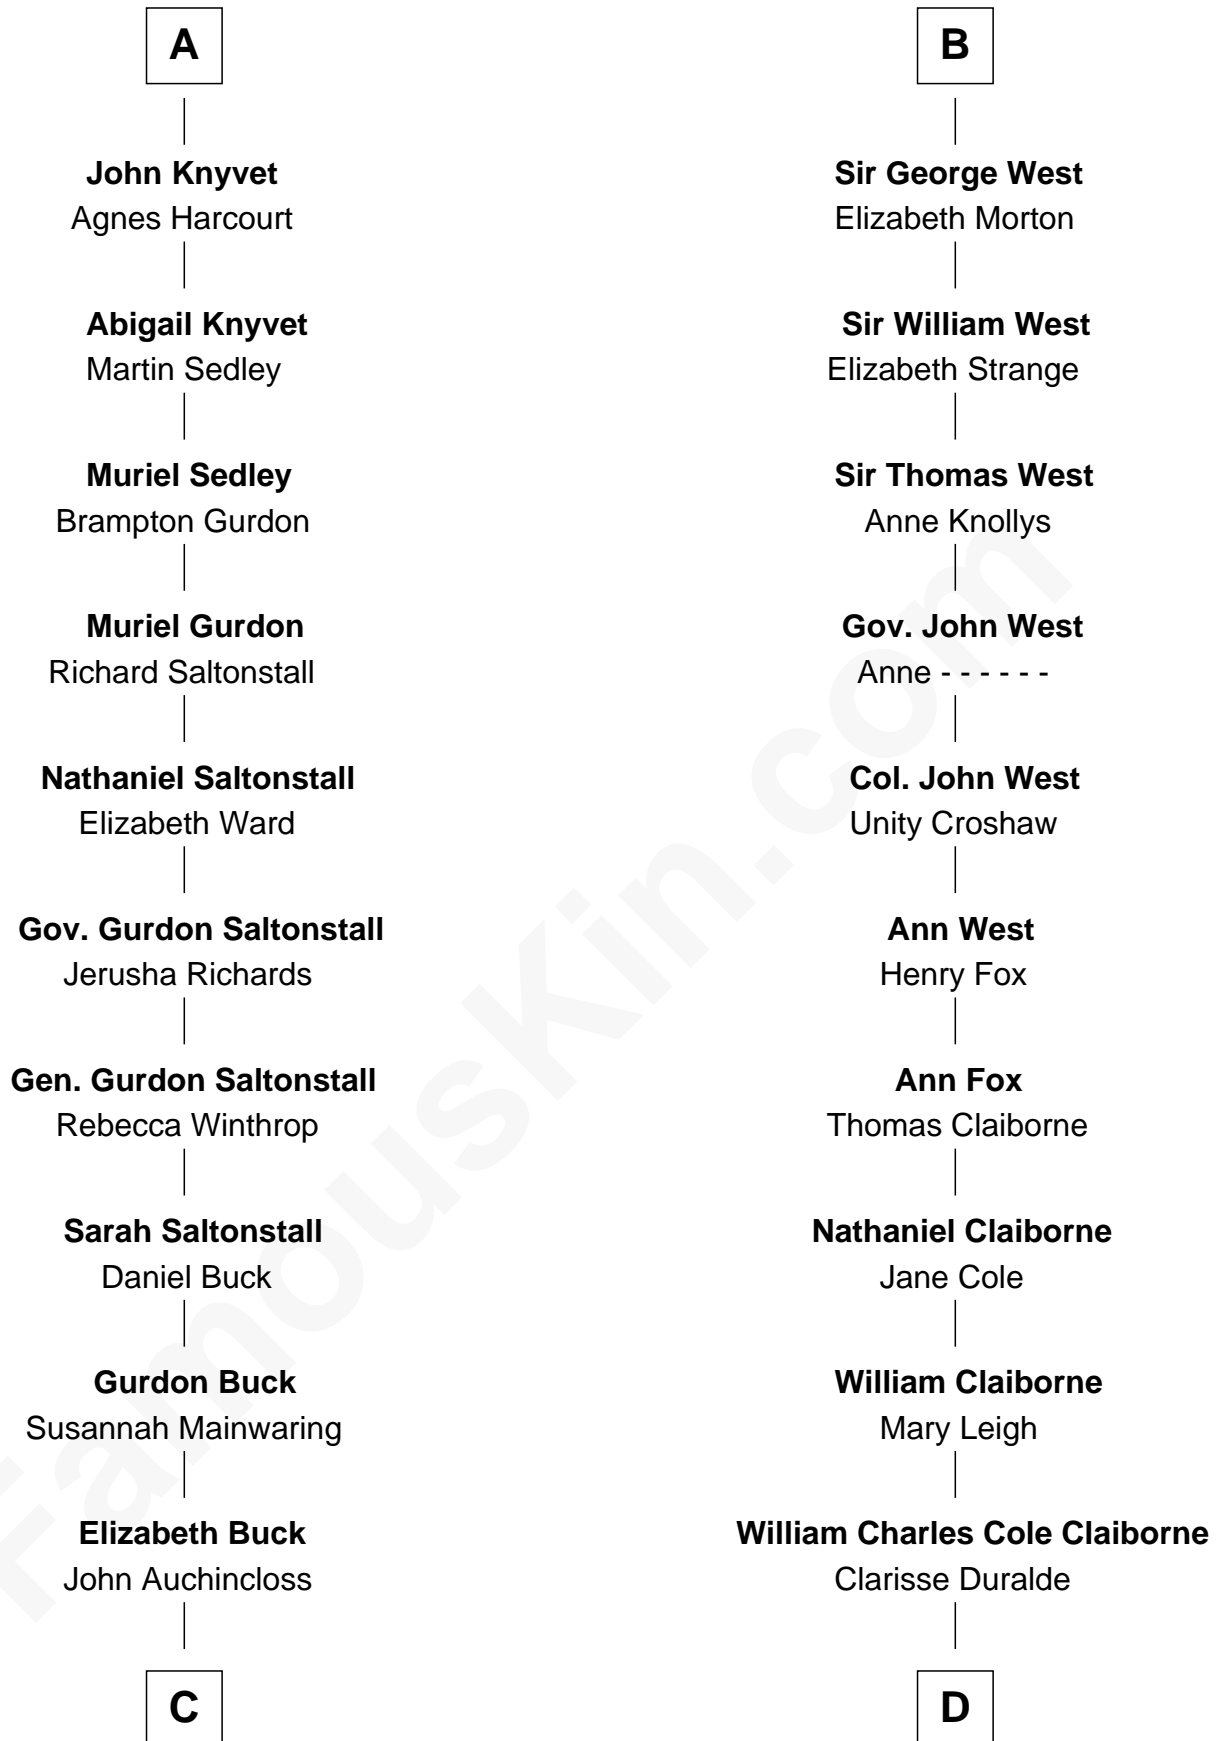 A
John Knyvet
Agnes Harcourt
Abigail Knyvet
Martin Sedley
Muriel Sedley
Brampton Gurdon
Muriel Gurdon
Richard Saltonstall
Nathaniel Saltonstall
Elizabeth Ward
Gov. Gurdon Saltonstall
Jerusha Richards
Gen. Gurdon Saltonstall
Rebecca Winthrop
Sarah Saltonstall
Daniel Buck
Gurdon Buck
Susannah Mainwaring
Elizabeth Buck
John Auchincloss
C
B
Sir George West
Elizabeth Morton
Sir William West
Elizabeth Strange
Sir Thomas West
Anne Knollys
Gov. John West
Anne - - - - - -
Col. John West
Unity Croshaw
Ann West
Henry Fox
Ann Fox
Thomas Claiborne
Nathaniel Claiborne
Jane Cole
William Claiborne
Mary Leigh
William Charles Cole Claiborne
Clarisse Duralde
D
FamousKin.com